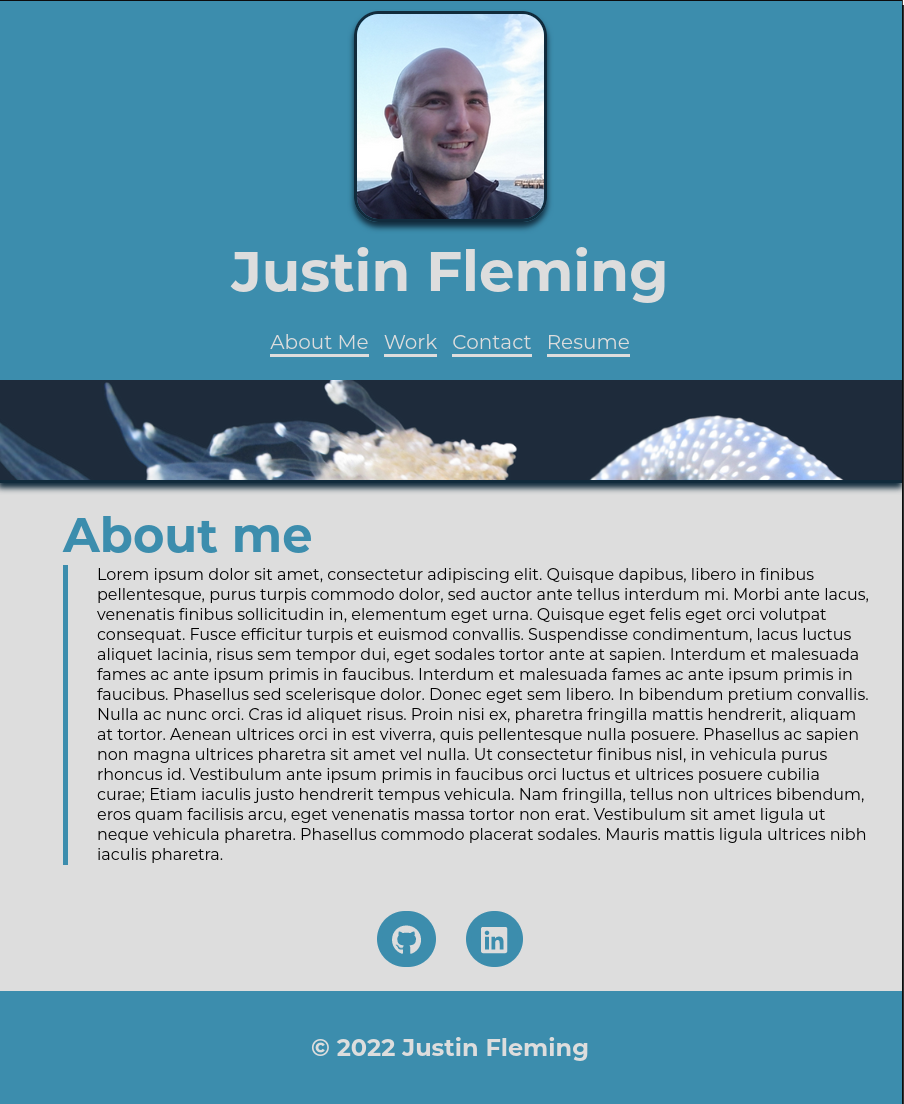 Justin Fleming
About Me Work Contact Resume
About me
Lorem ipsum dolor sit amet, consectetur adipiscing elit. Quisque dapibus, libero in finibus
pellentesque, purus turpis commodo dolor, sed auctor ante tellus interdum mi. Morbi ante lacus,
venenatis finibus sollicitudin in, elementum eget urna. Quisque eget felis eget orci volutpat
consequat. Fusce efficitur turpis et euismod convallis. Suspendisse condimentum, lacus luctus
aliquet lacinia, risus sem tempor dui, eget sodales tortor ante at sapien. Interdum et malesuada
fames ac ante ipsum primis in faucibus. Interdum et malesuada fames ac ante ipsum primis in
faucibus. Phasellus sed scelerisque dolor. Donec eget sem libero. In bibendum pretium convallis.
Nulla ac nunc orci. Cras id aliquet risus. Proin nisi ex, pharetra fringilla mattis hendrerit, aliquam
at tortor. Aenean ultrices orci in est viverra, quis pellentesque nulla posuere. Phasellus ac sapien
non magna ultrices pharetra sit amet vel nulla. Ut consectetur finibus nisl, in vehicula purus
rhoncus id. Vestibulum ante ipsum primis in faucibus orci luctus et ultrices posuere cubilia
curae; Etiam iaculis justo hendrerit tempus vehicula. Nam fringilla, tellus non ultrices bibendum,
eros quam facilisis arcu, eget venenatis massa tortor non erat. Vestibulum sit amet ligula ut
neque vehicula pharetra. Phasellus commodo placerat sodales. Mauris mattis ligula ultrices nibh
iaculis pharetra.
in
© 2022 Justin Fleming